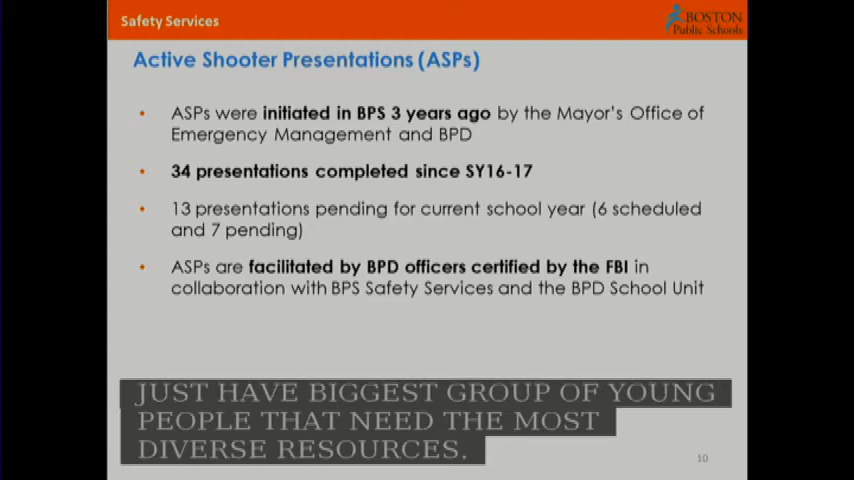 Safety Services
BOSTON
Public Schools
Active Shooter Presentations (ASPs)
• ASPs were initiated in BPS 3 years ago by the Mayor's Office of
Emergency Management and BPD
• 34 presentations completed since SY16-17
• 13 presentations pending for current school year (6 scheduled
and 7 pending)
• ASPs are facilitated by BPD officers certified by the FBI in
collaboration with BPS Safety Services and the BPD School Unit
JUST HAVE BIGGEST GROUP OF YOUNG
PEOPLE THAT NEED THE MOST
DIVERSE RESOURCES.
10